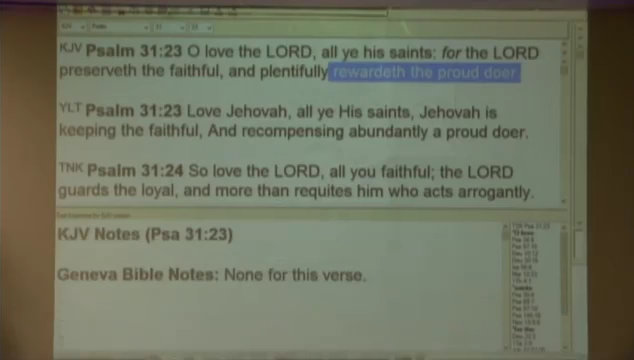 KJV Psalm 31:23 O love the LORD, all ye his saints: for the LORD
preserveth the faithful, and plentifully rewardeth the proud doer.
YLT Psalm 31:23 Love Jehovah, all ye His saints, Jehovah is
keeping the faithful, And recompensing abundantly a proud doer.
TNK Psalm 31:24 So love the LORD, all you faithful; the LORD
guards the loyal, and more than requites him who acts arrogantly.
KJV Notes (Psa 31:23)
Geneva Bible Notes: None for this verse.